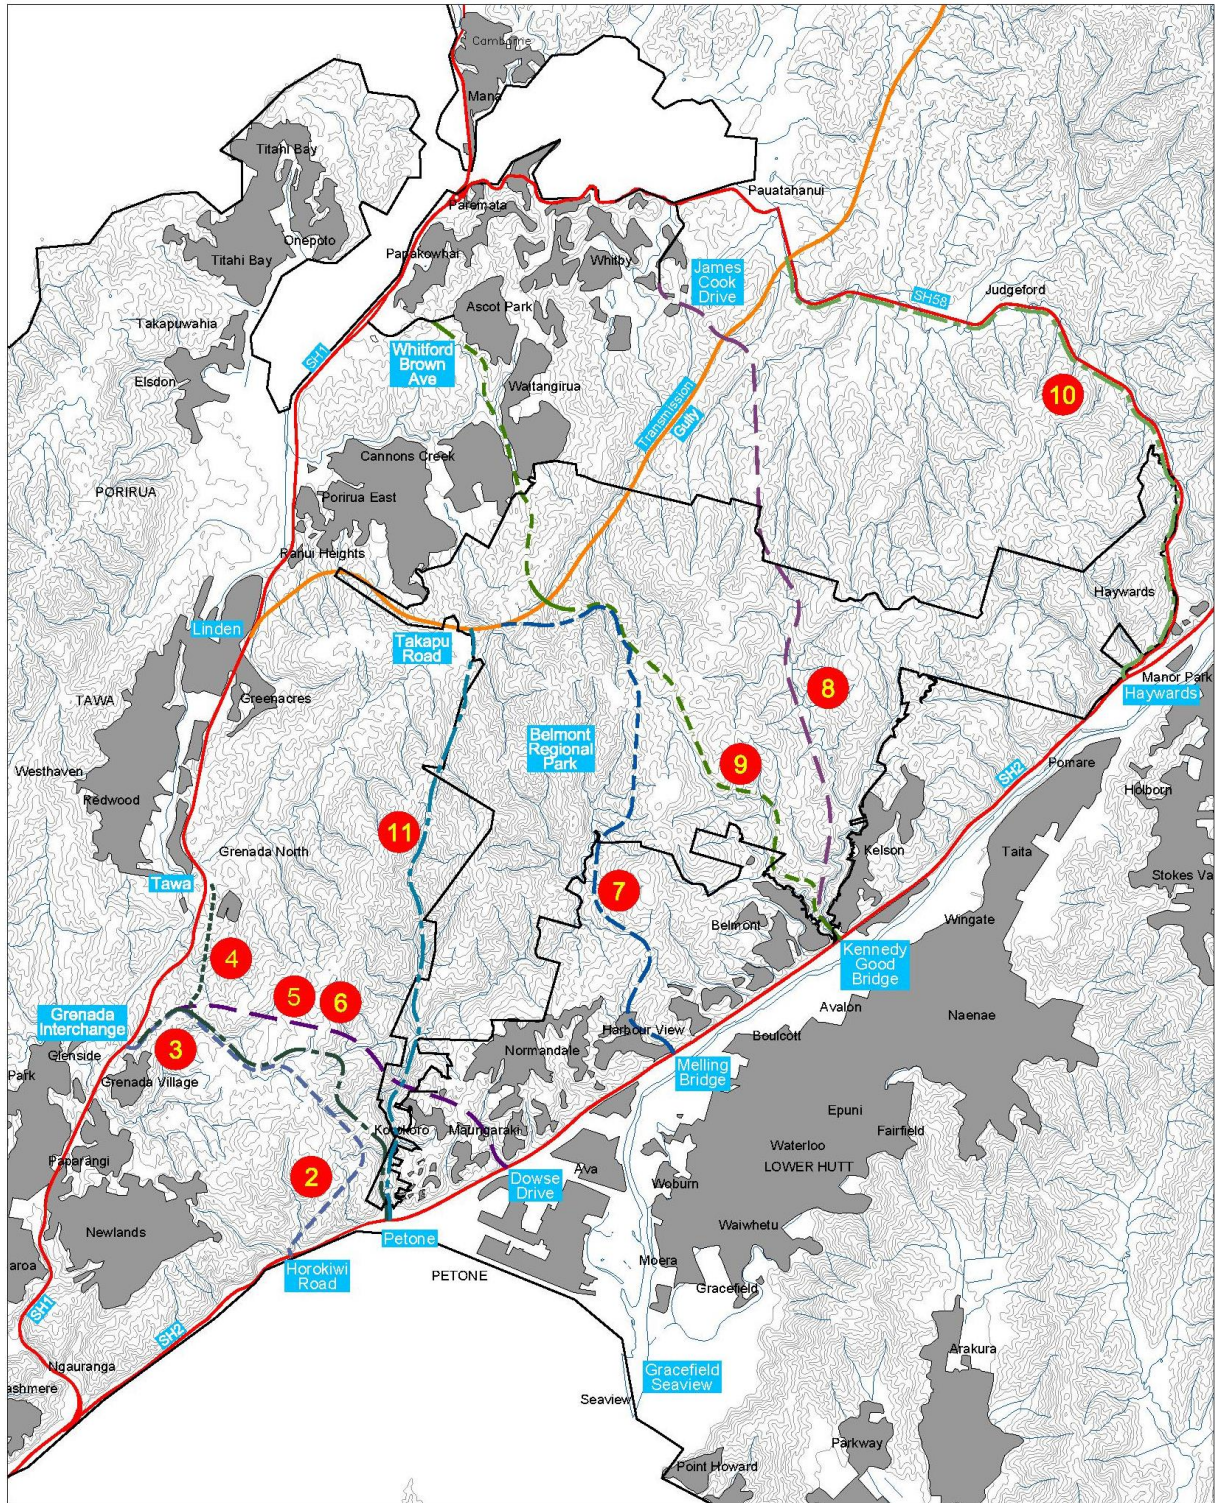 Camborne
Mana
Titahi Bay
Pauatahanui
Paremata
Onepoto
Papakowhai
Titahi Bay
Whitby
James
Cook
Drive
Judgeford
SH58
Ascot Park
Takapuwahia
SH1
Whitford
Brown
Ave
Elsdon
Waitangirua
10
Transmission
Gully
Cannons Creek
PORIRUA
Porirua East
Ranui Heights
Haywards
Linden
Takapu
Road
Manor Park
Haywards
8
TAWA
Greenacres
Belmont
Regional
Park
9
SH2
Pomare
Westhaven
Holborn
Redwood
11
Grenada North
Kelson
Taita
Tawa
7
Stokes Va
Wingate
Belmont
4
Kennedy
Good
Bridge
5
6
Avalon
Grenada
Interchange
Naenae
Harbour View
Boulcott
3
Glenside
Normandale
Melling
Bridge
Park
Grenada Village
Epuni
Korokoro
Maungaraki
Fairfield
Waterloo
LOWER HUTT
Paparangi
2
Ava
Dowse
Drive
Woburn
Newlands
Waiwhetu
Petone
Moera
aroa
Horokiwi
Road
PETONE
Gracefield
SH1
SH2
Arakura
Ngauranga
Gracefield
Seaview
ashmere
Seaview
Parkway
Point Howard